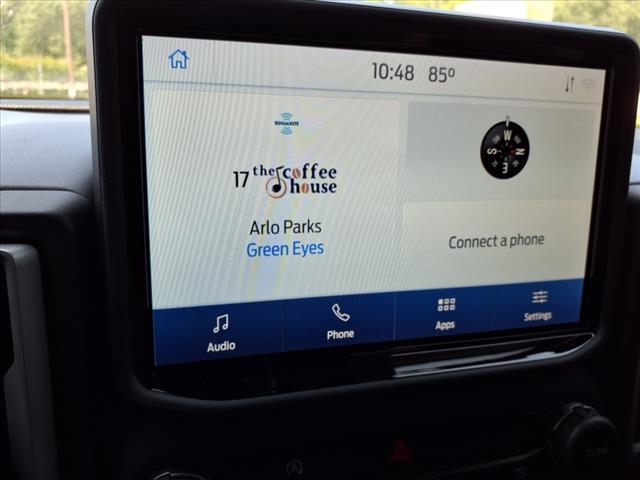 10:48 85°
SiriusXM
17 the coffee
house
Arlo Parks
Green Eyes
W
S N
E
Connect a phone
Audio
Phone
Apps
Settings